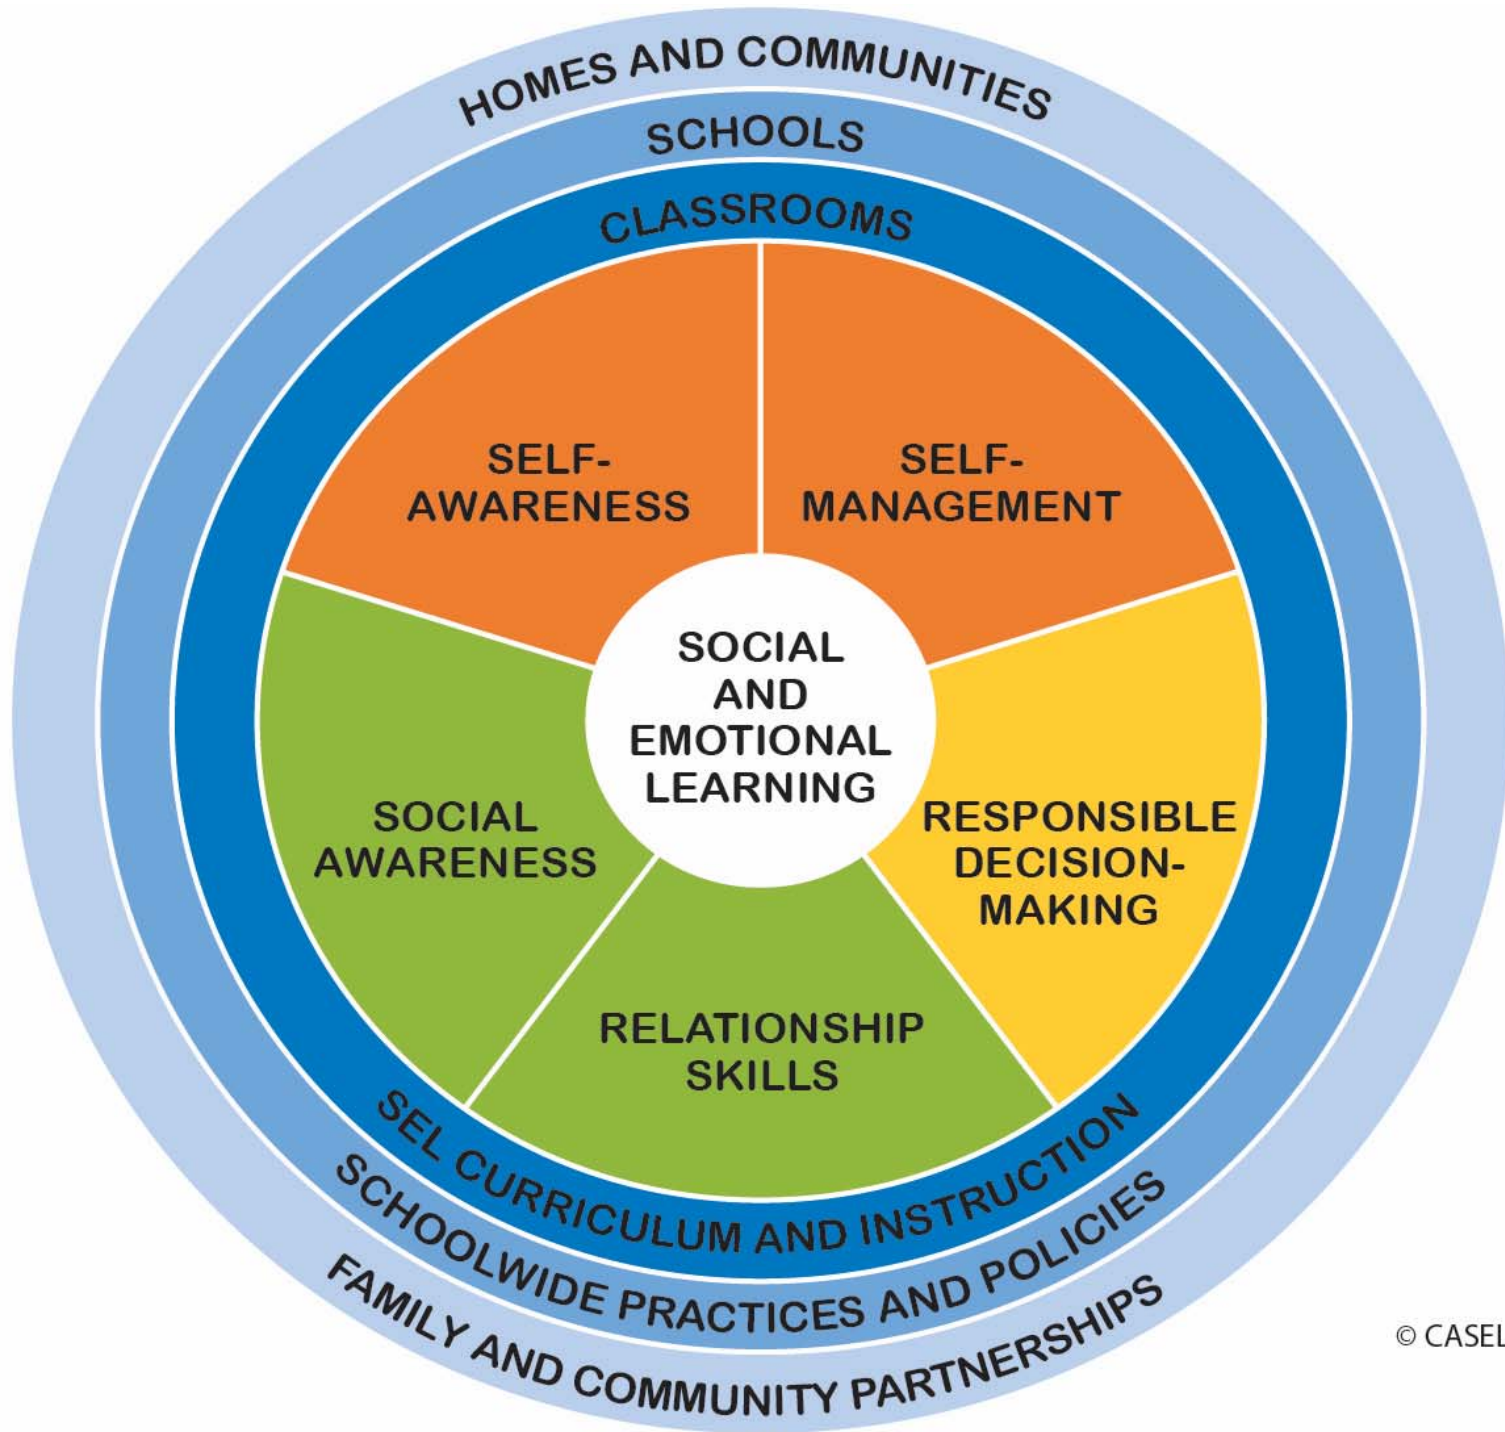 HOMES AND COMMUNITIES
SCHOOLS
CLASSROOMS
SELF-
AWARENESS
SELF-
MANAGEMENT
SOCIAL
AND
EMOTIONAL
LEARNING
SOCIAL
AWARENESS
RESPONSIBLE
DECISION-
MAKING
RELATIONSHIP
SKILLS
SEL CURRICULUM AND INSTRUCTION
SCHOOLWIDE PRACTICES AND POLICIES
FAMILY AND COMMUNITY PARTNERSHIPS
© CASEL